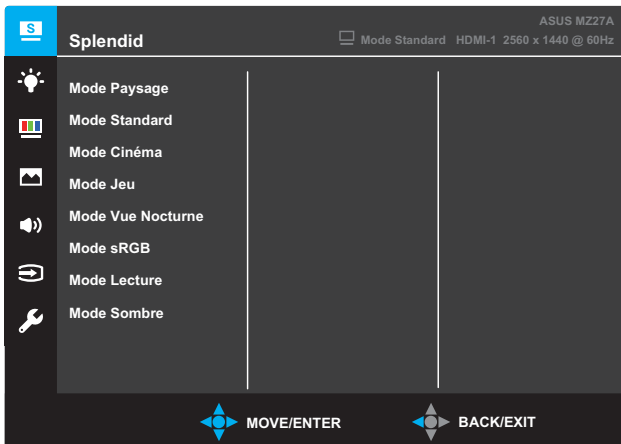 S
ASUS MZ27A
Splendid
Mode Standard HDMI-1 2560 x 1440 @ 60Hz
Mode Paysage
Mode Standard
Mode Cinéma
Mode Jeu
Mode Vue Nocturne
Mode sRGB
Mode Lecture
Mode Sombre
MOVE/ENTER
BACK/EXIT